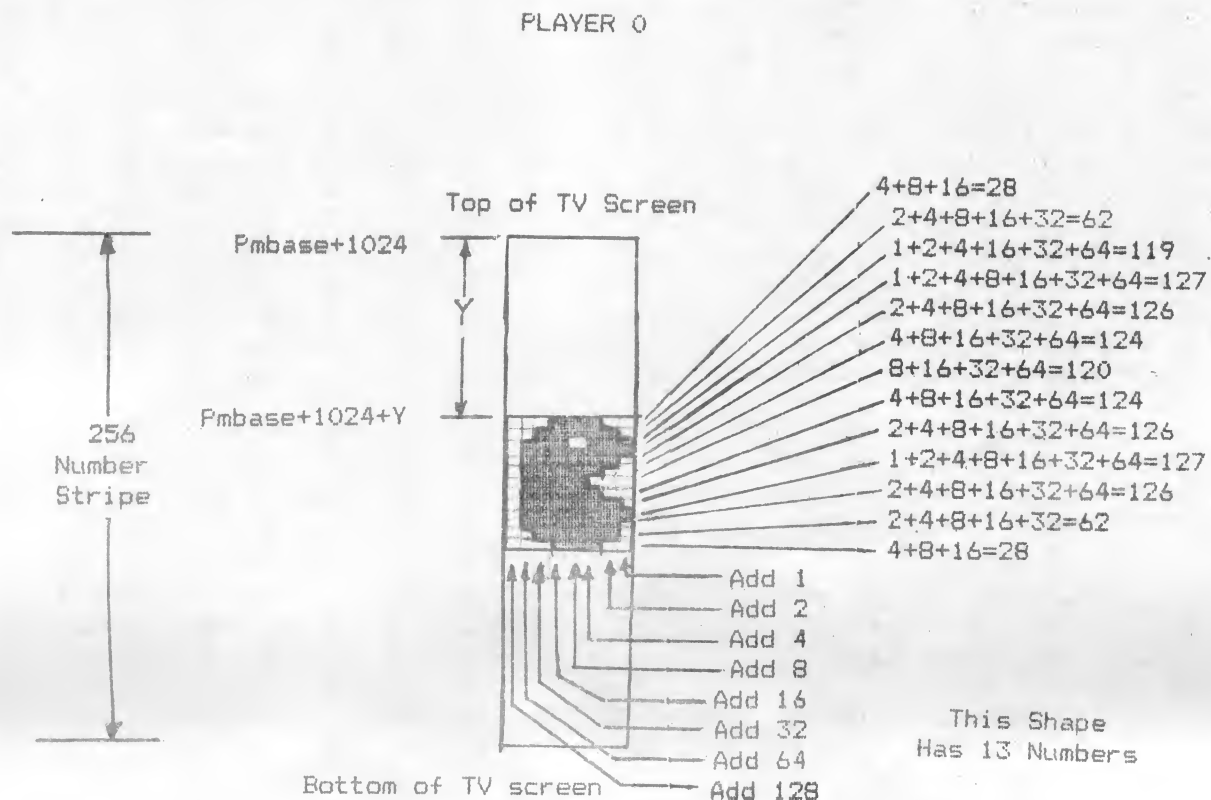 PLAYER 0
Top of TV Screen
Pmbase+1024
Y
Pmbase+1024+Y
256
Number
Stripe
4+8+16=28
2+4+8+16+32=62
1+2+4+16+32+64=119
1+2+4+8+16+32+64=127
2+4+8+16+32+64=126
4+8+16+32+64=124
8+16+32+64=120
4+8+16+32+64=124
2+4+8+16+32+64=126
1+2+4+8+16+32+64=127
2+4+8+16+32+64=126
2+4+8+16+32=62
4+8+16=28
Add 1
Add 2
Add 4
Add 8
Add 16
Add 32
Add 64
Add 128
This Shape
Has 13 Numbers
Bottom of TV screen